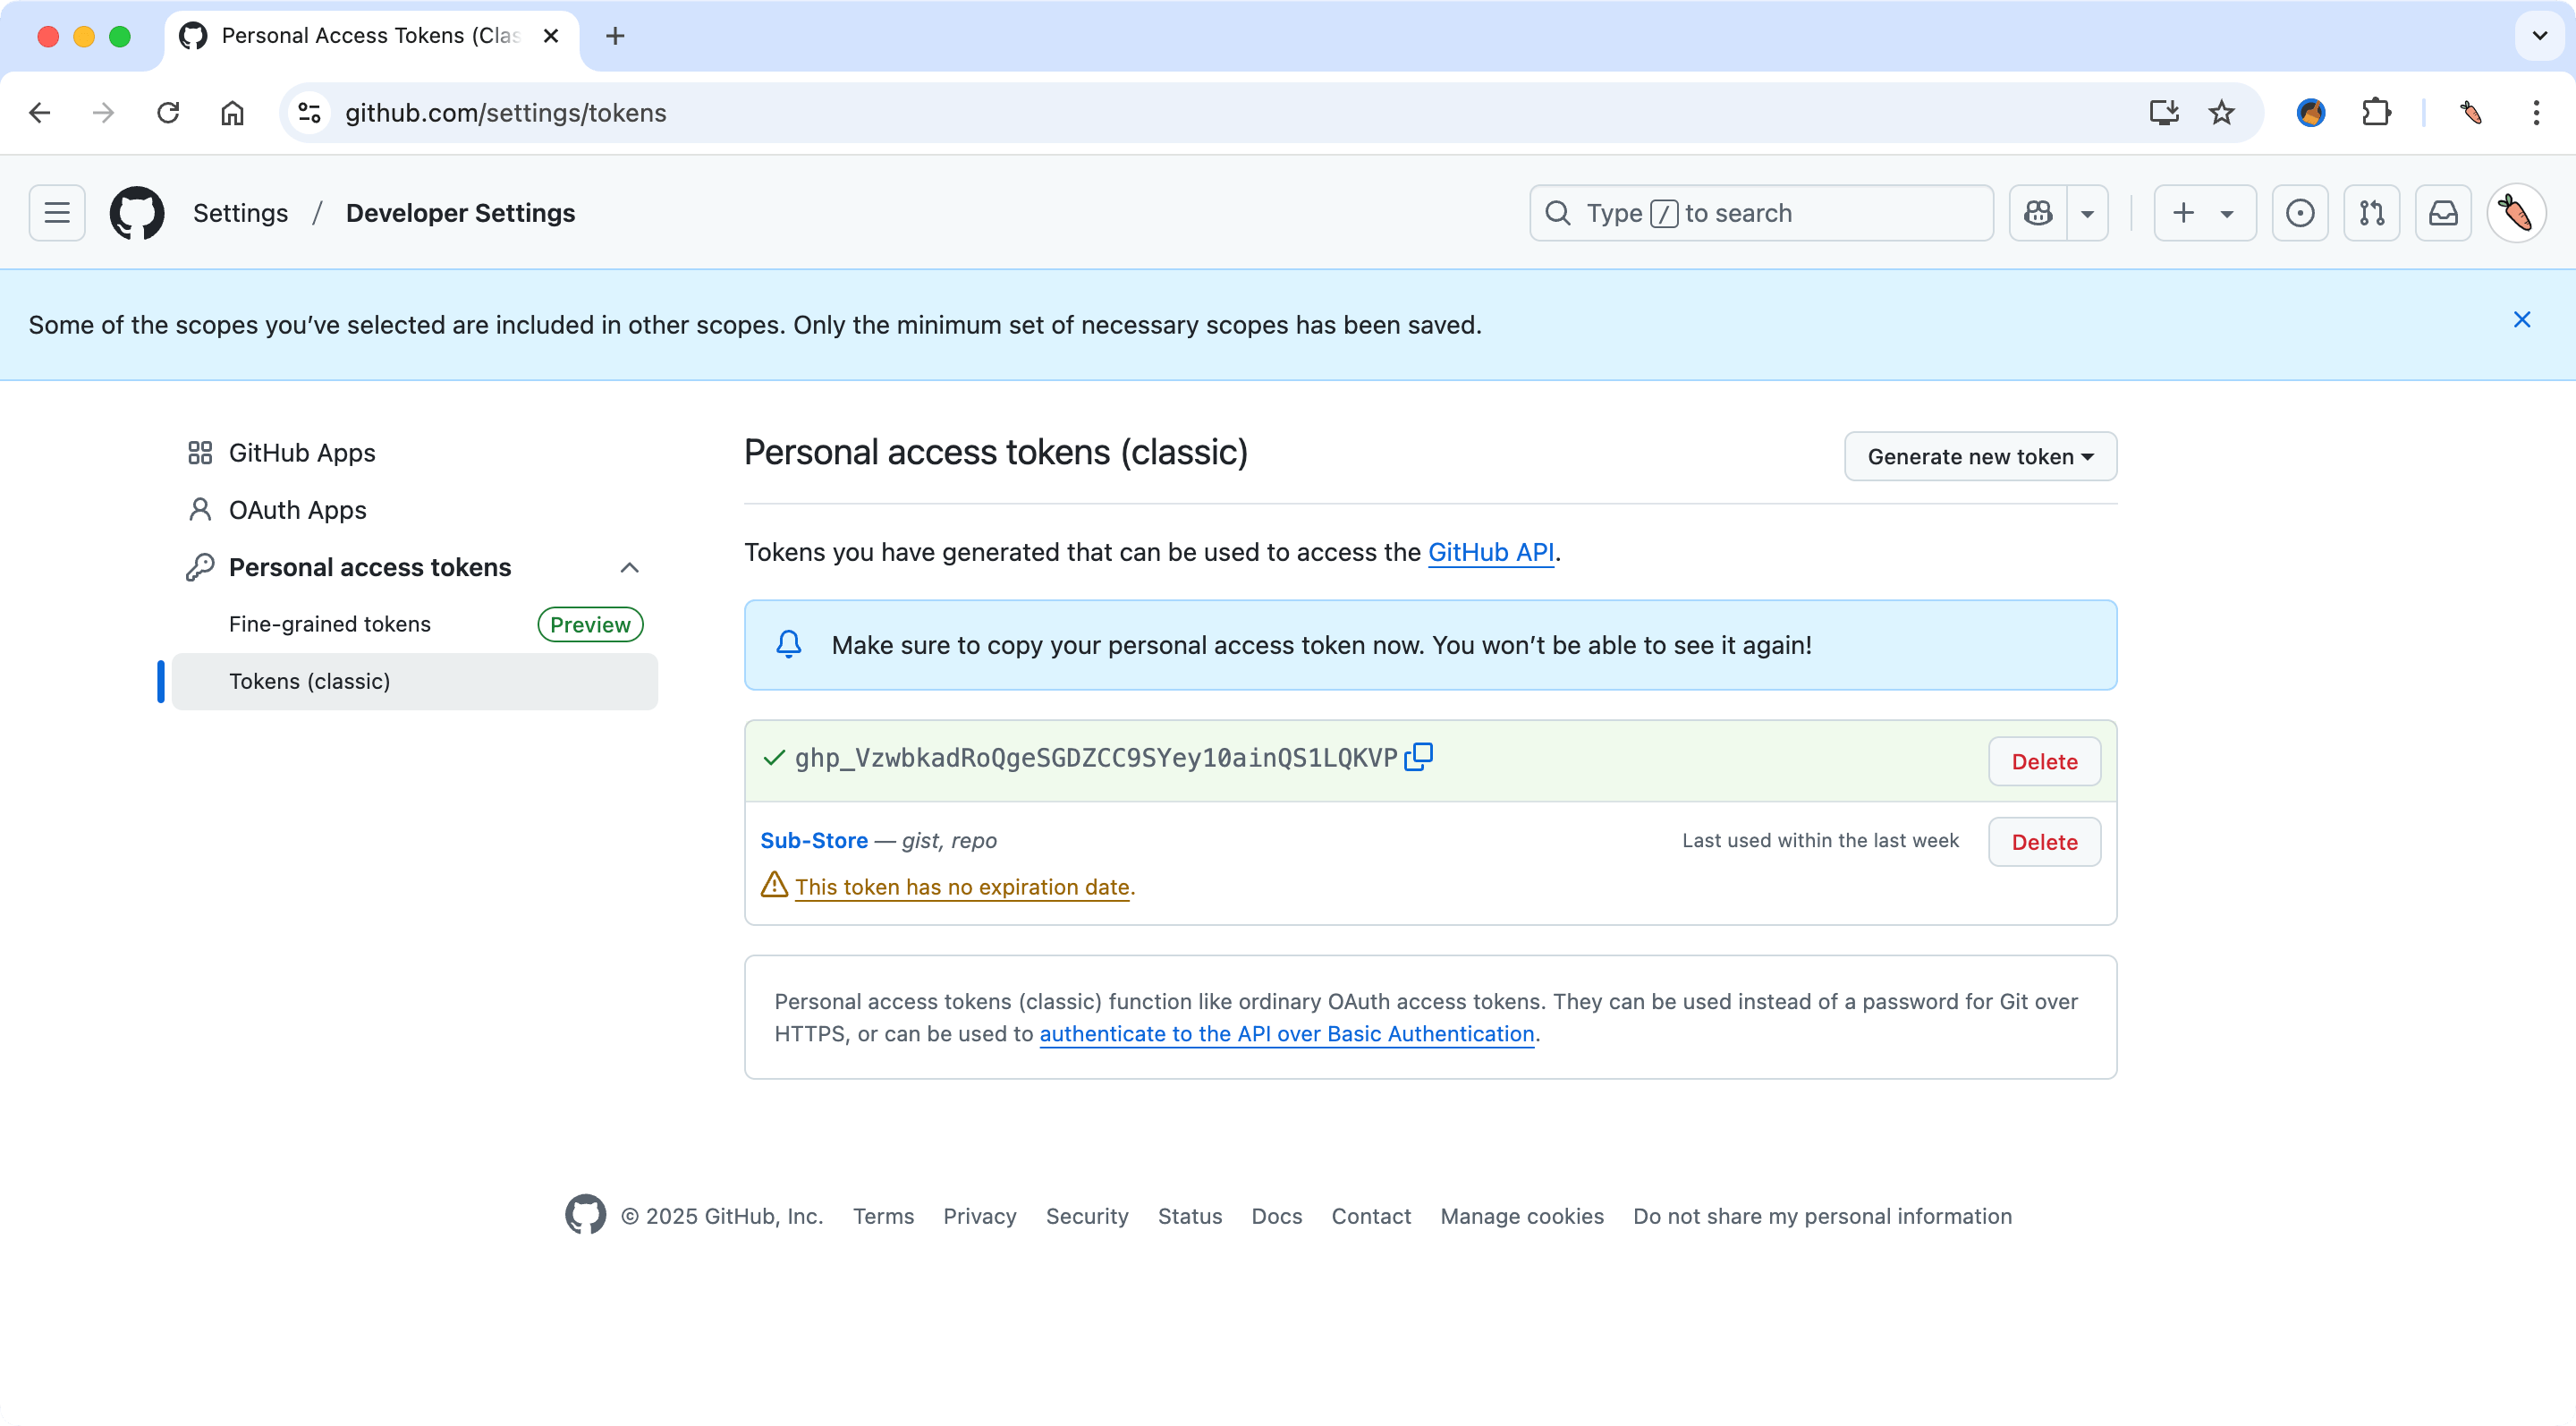 Personal Access Tokens (Clas
github.com/settings/tokens
Settings / Developer Settings
Type / to search
Some of the scopes you’ve selected are included in other scopes. Only the minimum set of necessary scopes has been saved.
GitHub Apps
OAuth Apps
Personal access tokens
Fine-grained tokens Preview
Tokens (classic)
Personal access tokens (classic)
Generate new token
Tokens you have generated that can be used to access the GitHub API.
Make sure to copy your personal access token now. You won’t be able to see it again!
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
Delete
Sub-Store — gist, repo
Last used within the last week
Delete
This token has no expiration date.
Personal access tokens (classic) function like ordinary OAuth access tokens. They can be used instead of a password for Git over
HTTPS, or can be used to authenticate to the API over Basic Authentication.
© 2025 GitHub, Inc. Terms Privacy Security Status Docs Contact Manage cookies Do not share my personal information